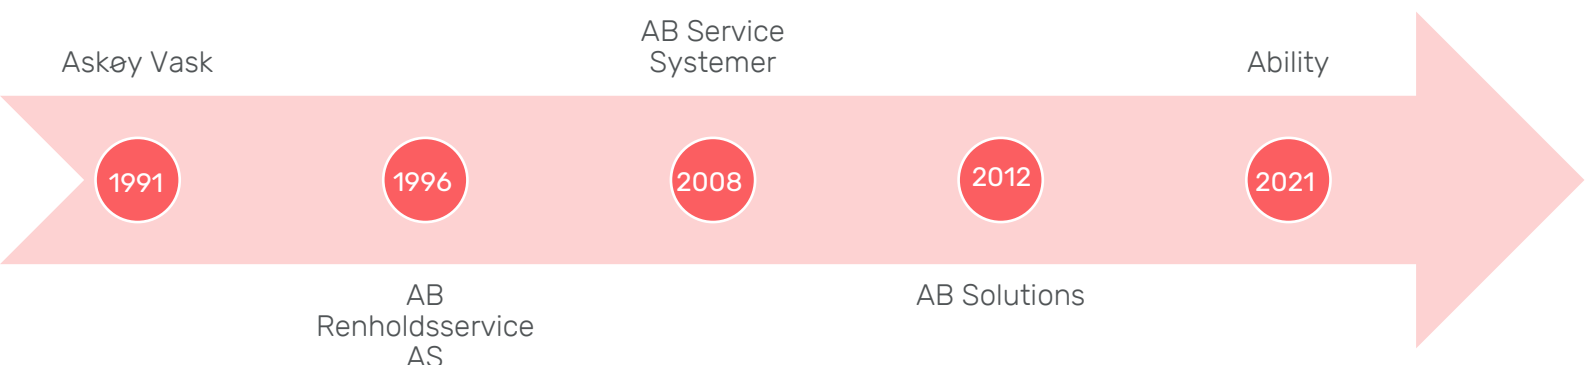 Askøy Vask
AB Service
Systemer
Ability
1991
1996
2008
2012
2021
AB
Renholdsservice
AS
AB Solutions